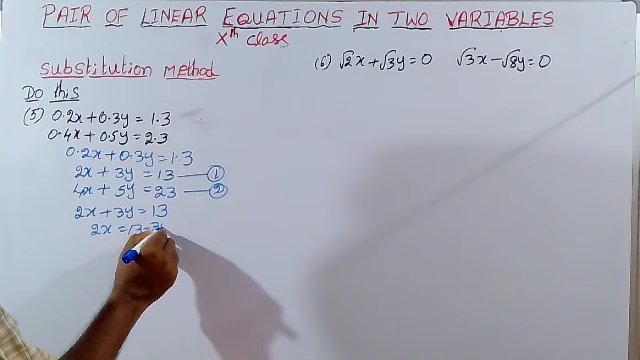 PAIR OF LINEAR EQUATIONS IN TWO VARIABLES
Xth class
Substitution method
Do this
(5) 0.2x + 0.3y = 1.3
0.4x + 0.5y = 2.3
0.2x + 0.3y = 1.3
2x + 3y = 13 —— ①
4x + 5y = 23 —— ②
2x + 3y = 13
2x = 13 - 3
(6) √2x + √3y = 0 √3x - √8y = 0